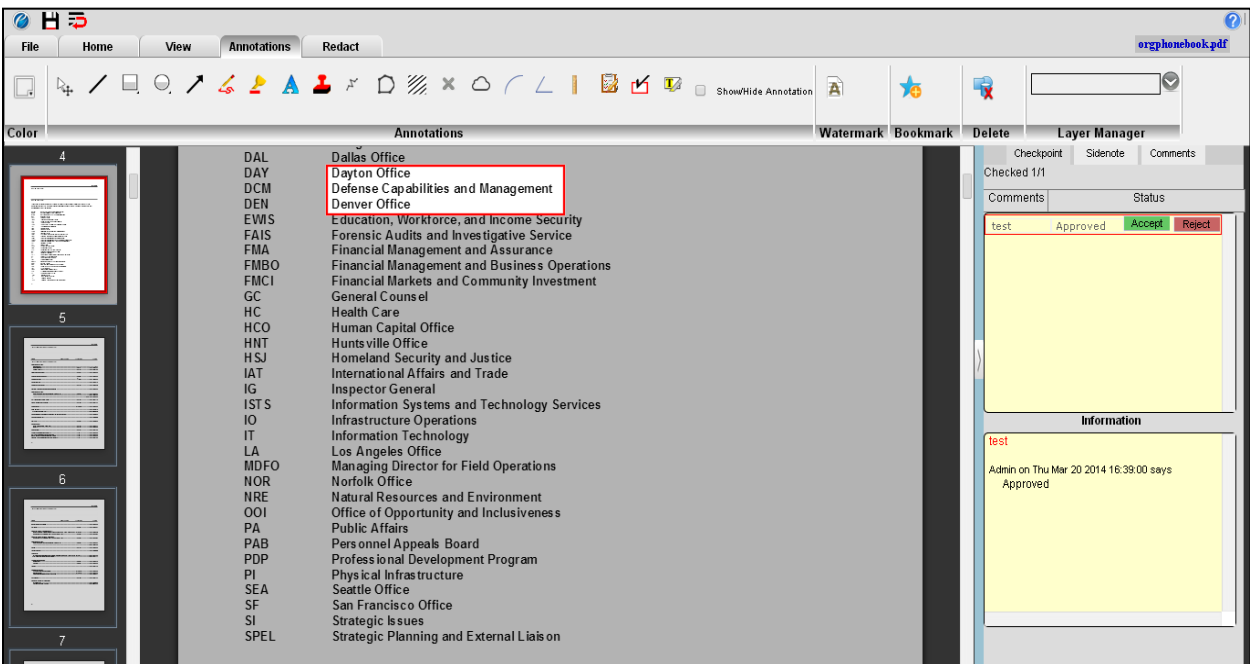 File Home View Annotations Redact
orgphonebook.pdf
Show/Hide Annotation
Color Annotations Watermark Bookmark Delete Layer Manager
4
5
6
7
DAL Dallas Office
DAY Dayton Office
DCM Defense Capabilities and Management
DEN Denver Office
EWIS Education, Workforce, and Income Security
FAIS Forensic Audits and Investigative Service
FMA Financial Management and Assurance
FMBO Financial Management and Business Operations
FMCI Financial Markets and Community Investment
GC General Counsel
HC Health Care
HCO Human Capital Office
HNT Huntsville Office
HSJ Homeland Security and Justice
IAT International Affairs and Trade
IG Inspector General
ISTS Information Systems and Technology Services
IO Infrastructure Operations
IT Information Technology
LA Los Angeles Office
MDFO Managing Director for Field Operations
NOR Norfolk Office
NRE Natural Resources and Environment
OOI Office of Opportunity and Inclusiveness
PA Public Affairs
PAB Personnel Appeals Board
PDP Professional Development Program
PI Physical Infrastructure
SEA Seattle Office
SF San Francisco Office
SI Strategic Issues
SPEL Strategic Planning and External Liaison
Checkpoint Sidenote Comments
Checked 1/1
Comments Status
test Approved Accept Reject
Information
test
Admin on Thu Mar 20 2014 16:39:00 says
Approved